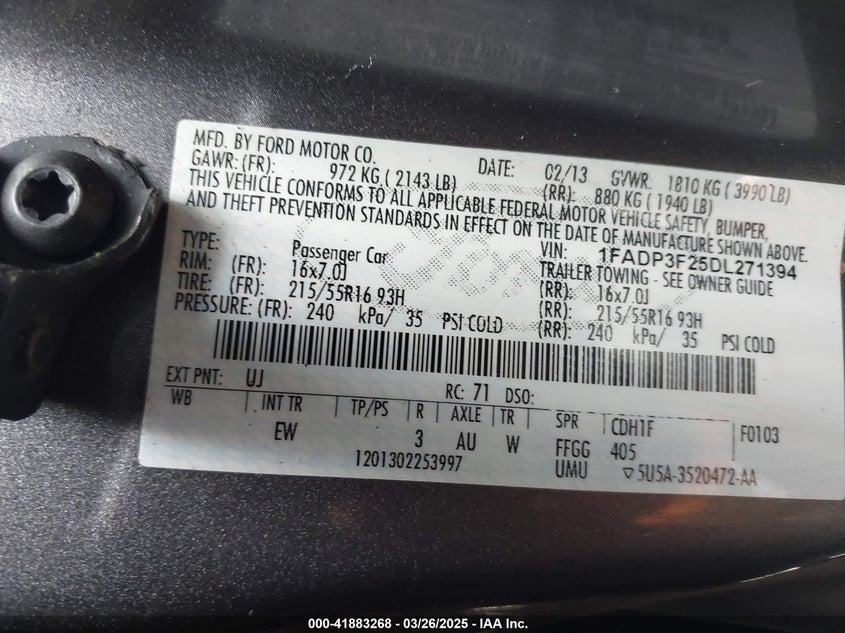 MFD. BY FORD MOTOR CO. DATE: 02/13 GVWR: 1810 KG ( 3990 LB)
GAWR: (FR): 972 KG ( 2143 LB) (RR): 880 KG ( 1940 LB)
THIS VEHICLE CONFORMS TO ALL APPLICABLE FEDERAL MOTOR VEHICLE SAFETY, BUMPER,
AND THEFT PREVENTION STANDARDS IN EFFECT ON THE DATE OF MANUFACTURE SHOWN ABOVE.
VIN: 1FADP3F25DL271394
TYPE: Passenger Car TRAILER TOWING - SEE OWNER GUIDE
RIM: (FR): 16x7.0J (RR): 16x7.0J
TIRE: (FR): 215/55R16 93H (RR): 215/55R16 93H
PRESSURE: (FR): 240 kPa/ 35 PSI COLD (RR): 240 kPa/ 35 PSI COLD
EXT PNT: UJ RC: 71 DSO:
WB INT TR TP/PS R AXLE TR SPR CDH1F F0103
EW 3 AU W FFGG 405
1201302253997 UMU 5U5A-3520472-AA
000-41883268 - 03/26/2025 - IAA Inc.